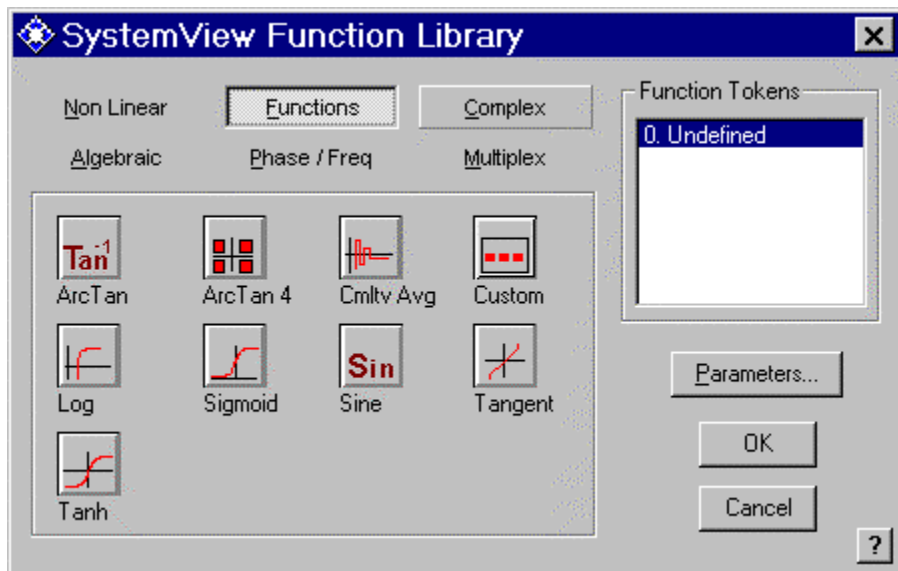 SystemView Function Library
Non Linear Functions Complex
Algebraic Phase / Freq Multiplex
Function Tokens
0. Undefined
Tan-1
ArcTan ArcTan 4 Cmltv Avg Custom
Sin
Log Sigmoid Sine Tangent
Tanh
Parameters...
OK
Cancel
?